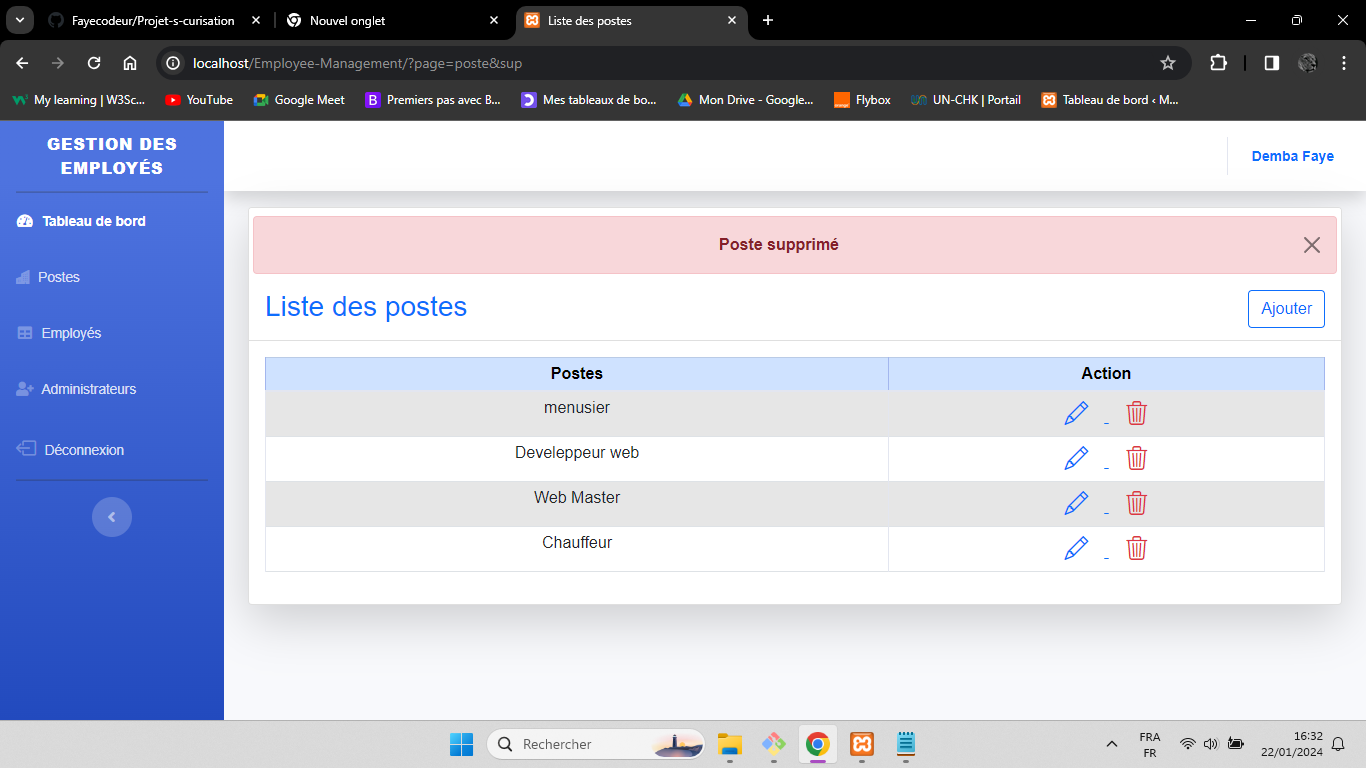 Fayecodeur/Projet-s-curisation
Nouvel onglet
Liste des postes
localhost/Employee-Management/?page=poste&sup
My learning | W3Sc...
YouTube
Google Meet
Premiers pas avec B...
Mes tableaux de bo...
Mon Drive - Google...
Flybox
UN-CHK | Portail
Tableau de bord ‹ M...
GESTION DES
EMPLOYÉS
Demba Faye
Tableau de bord
Postes
Employés
Administrateurs
Déconnexion
Poste supprimé
Liste des postes
Ajouter
Postes Action
menusier
Develeppeur web
Web Master
Chauffeur
Rechercher
FRA
FR
16:32
22/01/2024